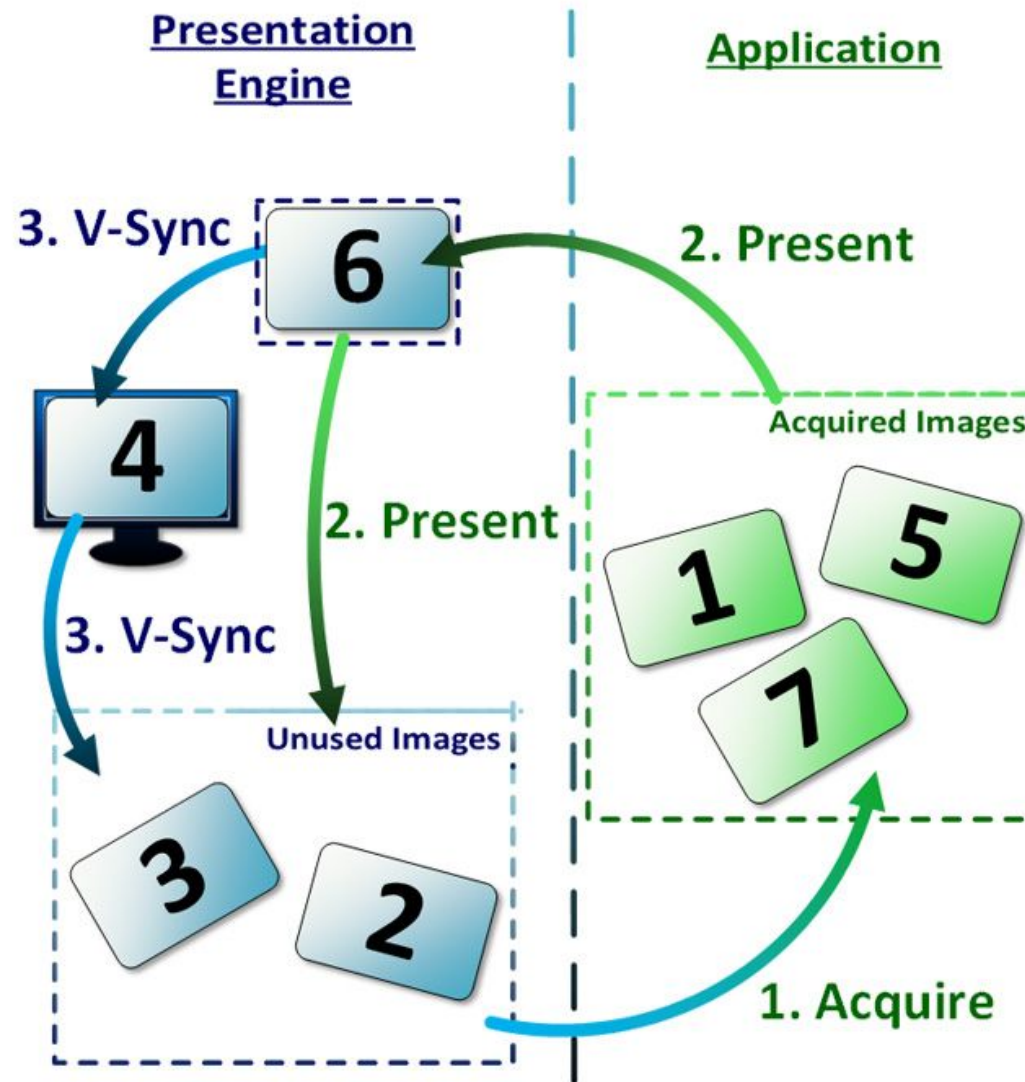 Presentation
Engine
Application
3. V-Sync
6
2. Present
4
Acquired Images
2. Present
1
5
7
3. V-Sync
Unused Images
3
2
1. Acquire